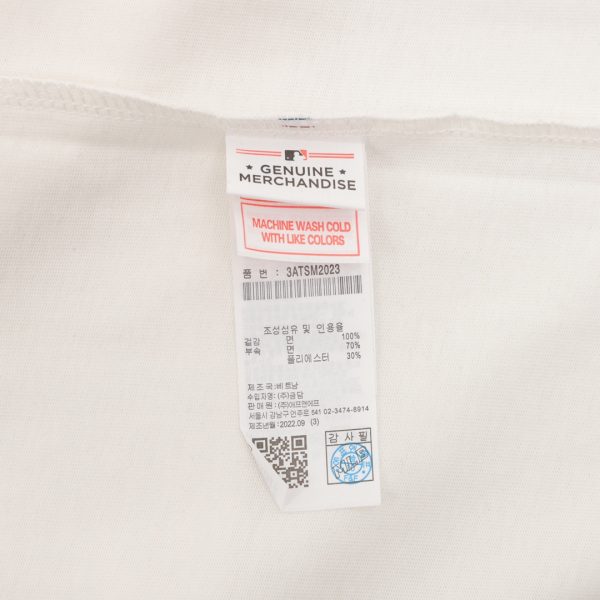 GENUINE
MERCHANDISE
MACHINE WASH COLD
WITH LIKE COLORS
품 번 : 3ATSM2023
조성섬유 및 인용율
겉감 면 100%
부속 면 70%
폴리에스터 30%
제 조 국:베트남
수입자명: (주)금담
판 매 원: (주)에프앤에프
서울시 강남구 언주로 541 02-3474-8914
제조년월 : 2022.09 (3)
감 사 필
F&F